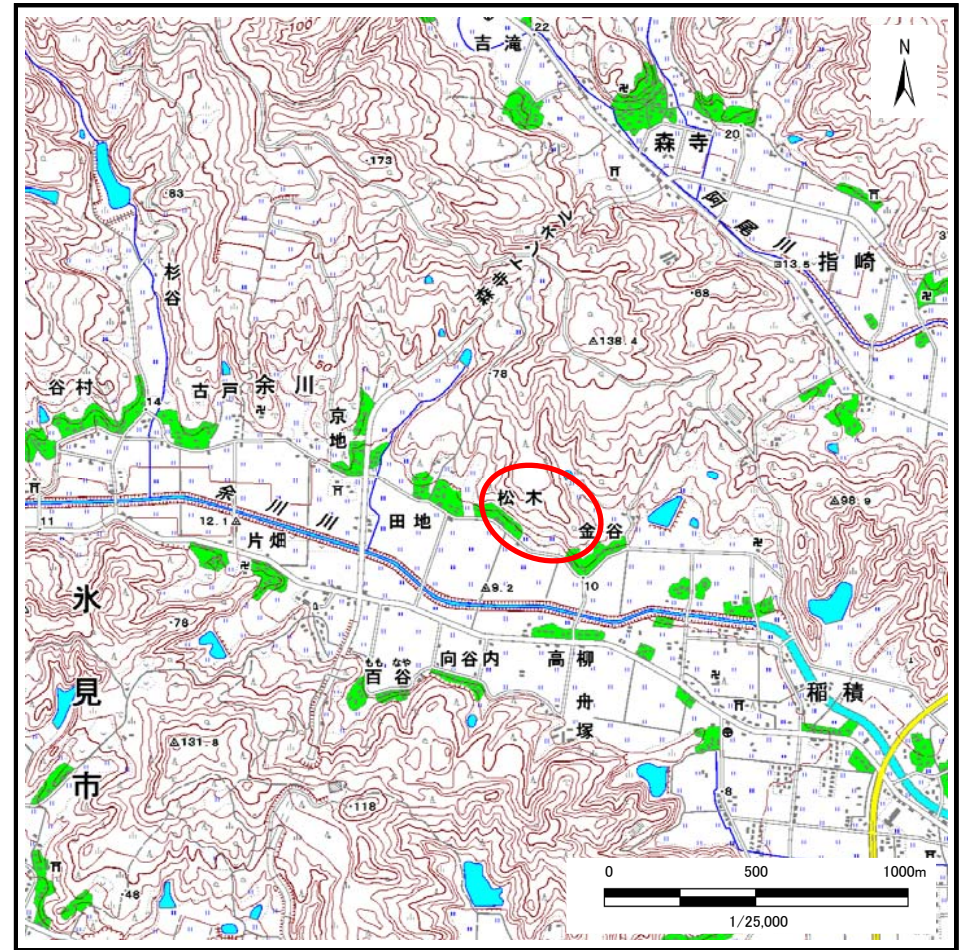 100
22
吉滝
N
森寺
20
173
83
阿尾川
13.5
指崎
杉谷
森寺トンネル
68
138.4
78
谷村
14
古戸
余川
京地
松木
98.9
余川川
11
12.1
片畑
田地
金谷
9.2
10
氷見市
78
もも なや
百谷
向谷内
高柳
舟塚
稲積
131.8
118
8
48
0 500 1000m
1/25,000